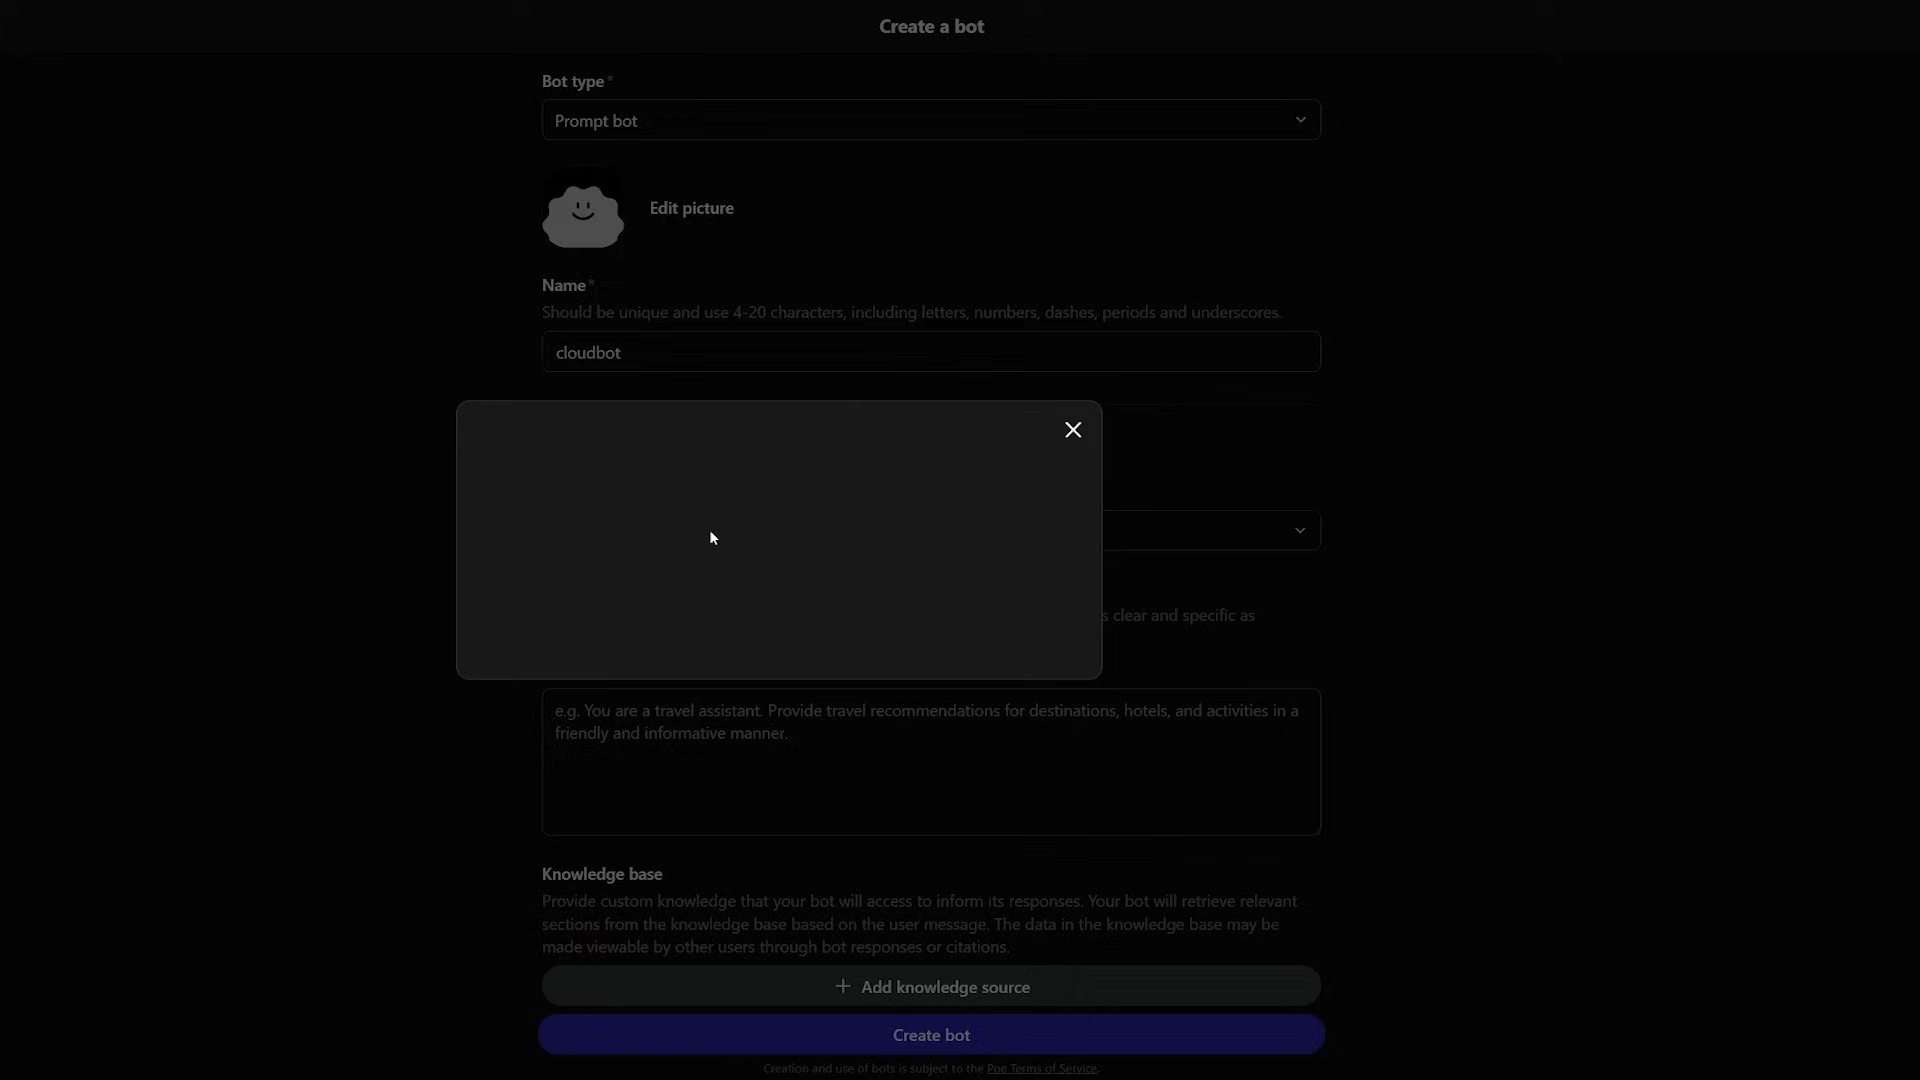 Create a bot
Bot type*
Prompt bot
Edit picture
Name*
Should be unique and use 4-20 characters, including letters, numbers, dashes, periods and underscores.
cloudbot
s clear and specific as
e.g. You are a travel assistant. Provide travel recommendations for destinations, hotels, and activities in a
friendly and informative manner.
Knowledge base
Provide custom knowledge that your bot will access to inform its responses. Your bot will retrieve relevant
sections from the knowledge base based on the user message. The data in the knowledge base may be
made viewable by other users through bot responses or citations.
+ Add knowledge source
Create bot
Creation and use of bots is subject to the Poe Terms of Service.